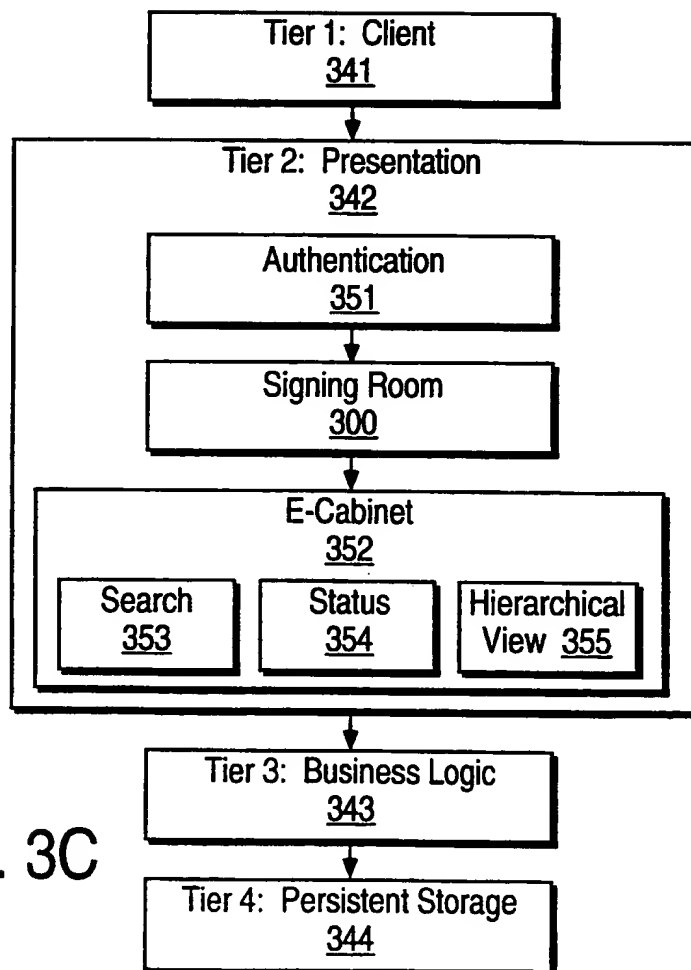 Tier 1: Client
341
Tier 2: Presentation
342
Authentication
351
Signing Room
300
E-Cabinet
352
Search
353
Status
354
Hierarchical
View 355
Tier 3: Business Logic
343
. 3C
Tier 4: Persistent Storage
344